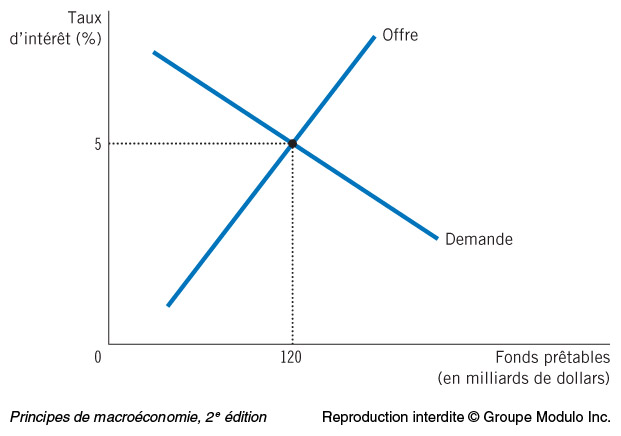 Taux
d'intérêt (%)
Offre
5
Demande
0
120
Fonds prêtables
(en milliards de dollars)
Principes de macroéconomie, 2e édition
Reproduction interdite © Groupe Modulo Inc.